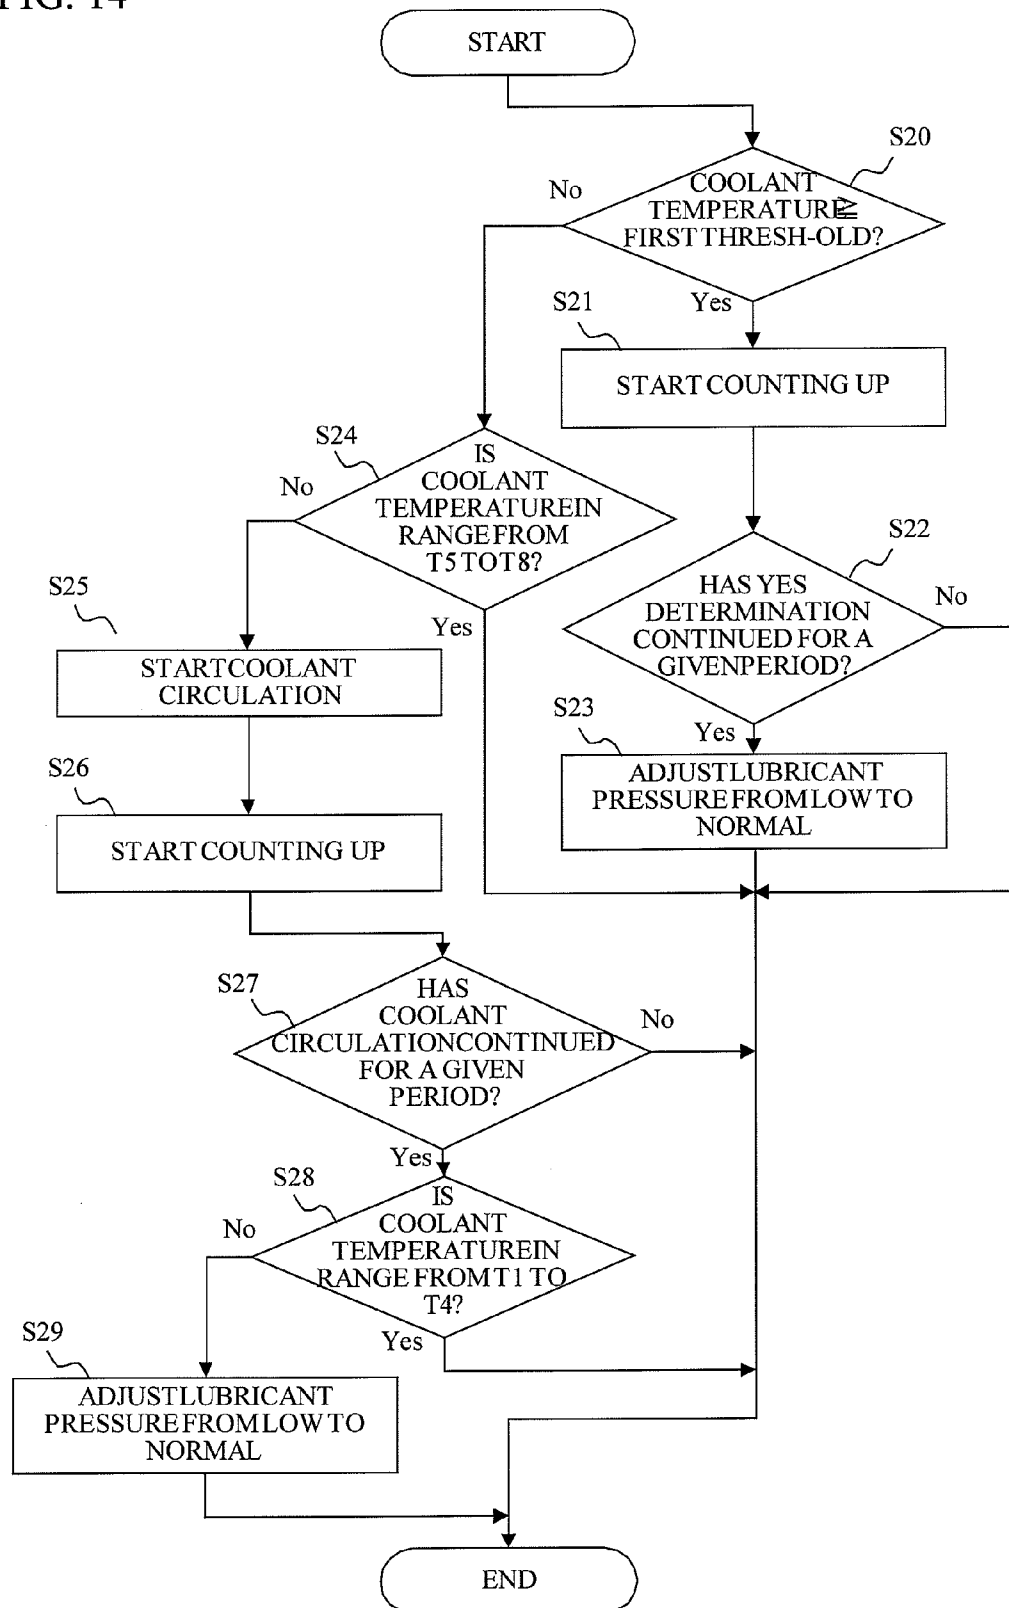 FIG. 14
START
S20
No
COOLANT
TEMPERATURE≧
FIRST THRESH-OLD?
Yes
S21
START COUNTING UP
S24
No
IS
COOLANT
TEMPERATURE IN
RANGE FROM
T5 TO T8?
Yes
S22
HAS YES
DETERMINATION
CONTINUED FOR A
GIVEN PERIOD?
No
Yes
S25
START COOLANT
CIRCULATION
S23
ADJUST LUBRICANT
PRESSURE FROM LOW TO
NORMAL
S26
START COUNTING UP
S27
HAS
COOLANT
CIRCULATION CONTINUED
FOR A GIVEN
PERIOD?
No
Yes
S28
No
IS
COOLANT
TEMPERATURE IN
RANGE FROM T1 TO
T4?
Yes
S29
ADJUST LUBRICANT
PRESSURE FROM LOW TO
NORMAL
END